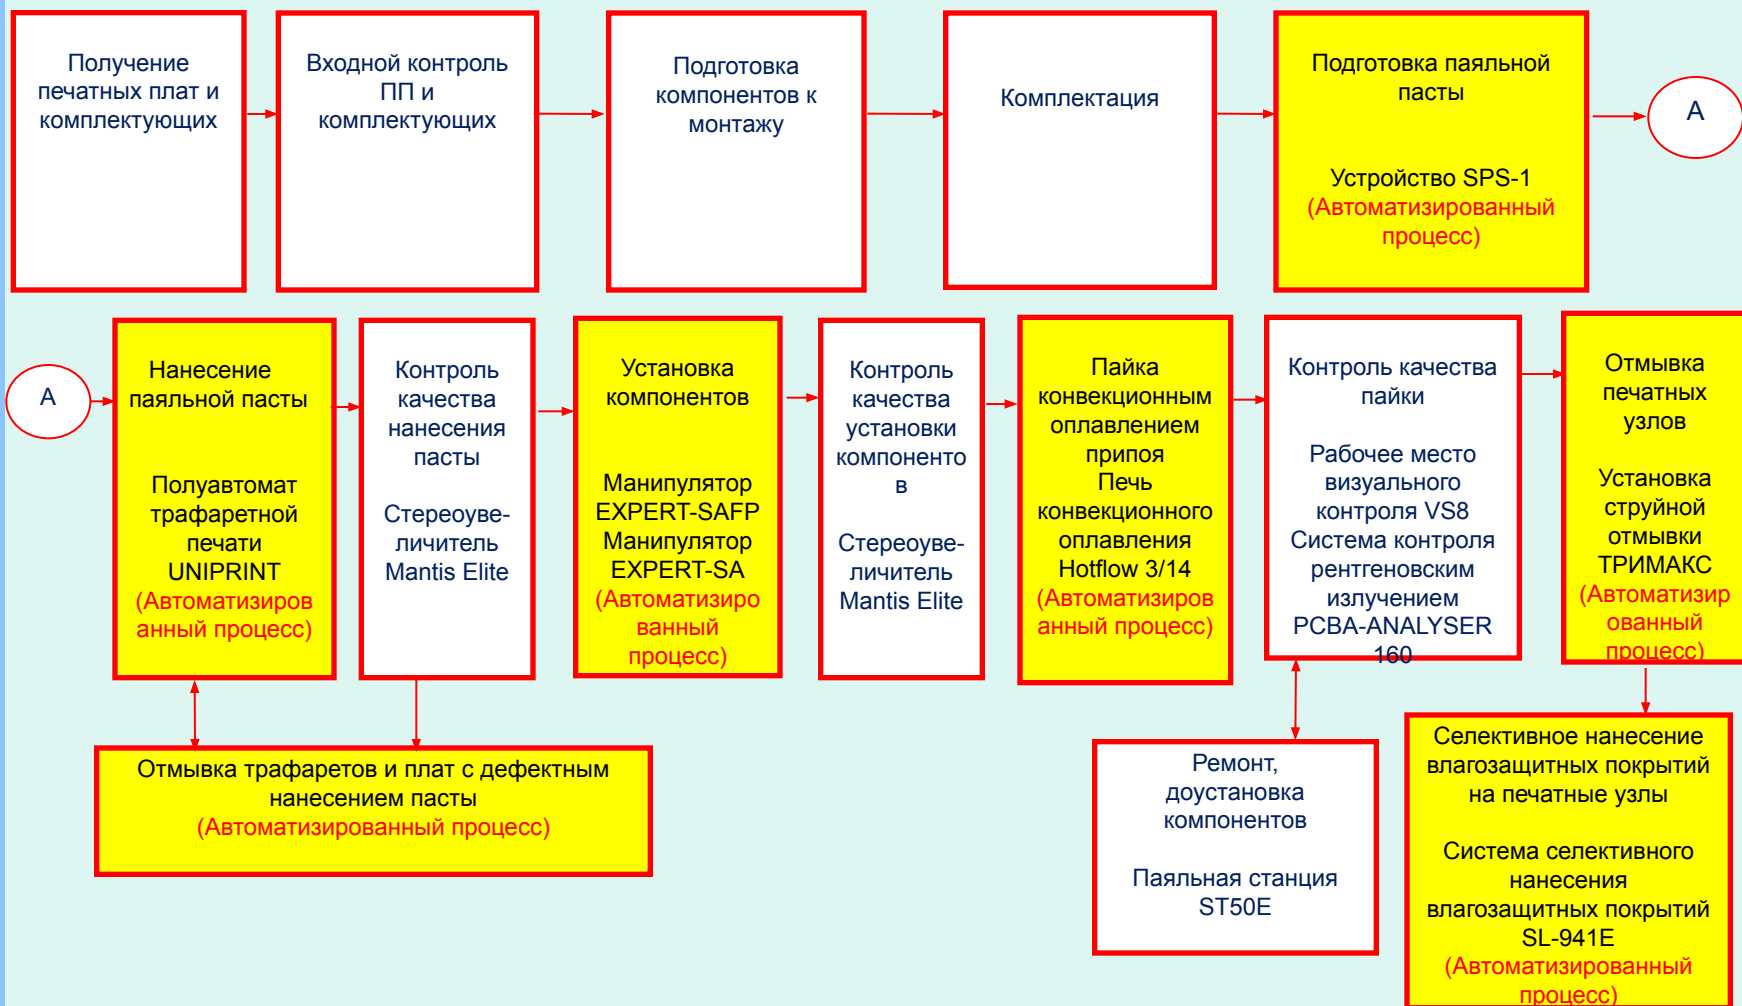 Получение
печатных плат и
комплектующих
Входной контроль
ПП и
комплектующих
Подготовка
компонентов к
монтажу
Комплектация
Подготовка паяльной
пасты
Устройство SPS-1
(Автоматизированный
процесс)
А
А
Нанесение
паяльной пасты
Полуавтомат
трафаретной
печати
UNIPRINT
(Автоматизиров
анный процесс)
Контроль
качества
нанесения
пасты
Стереоуве-
личитель
Mantis Elite
Установка
компонентов
Манипулятор
EXPERT-SAFP
Манипулятор
EXPERT-SA
(Автоматизиро
ванный
процесс)
Контроль
качества
установки
компоненто
в
Стереоуве-
личитель
Mantis Elite
Пайка
конвекционным
оплавлением
припоя
Печь
конвекционного
оплавления
Hotflow 3/14
(Автоматизиров
анный процесс)
Контроль качества
пайки
Рабочее место
визуального
контроля VS8
Система контроля
рентгеновским
излучением
PCBA-ANALYSER
160
Отмывка
печатных
узлов
Установка
струйной
отмывки
ТРИМАКС
(Автоматизир
ованный
процесс)
Отмывка трафаретов и плат с дефектным
нанесением пасты
(Автоматизированный процесс)
Ремонт,
доустановка
компонентов
Паяльная станция
ST50E
Селективное нанесение
влагозащитных покрытий
на печатные узлы
Система селективного
нанесения
влагозащитных покрытий
SL-941E
(Автоматизированный
процесс)